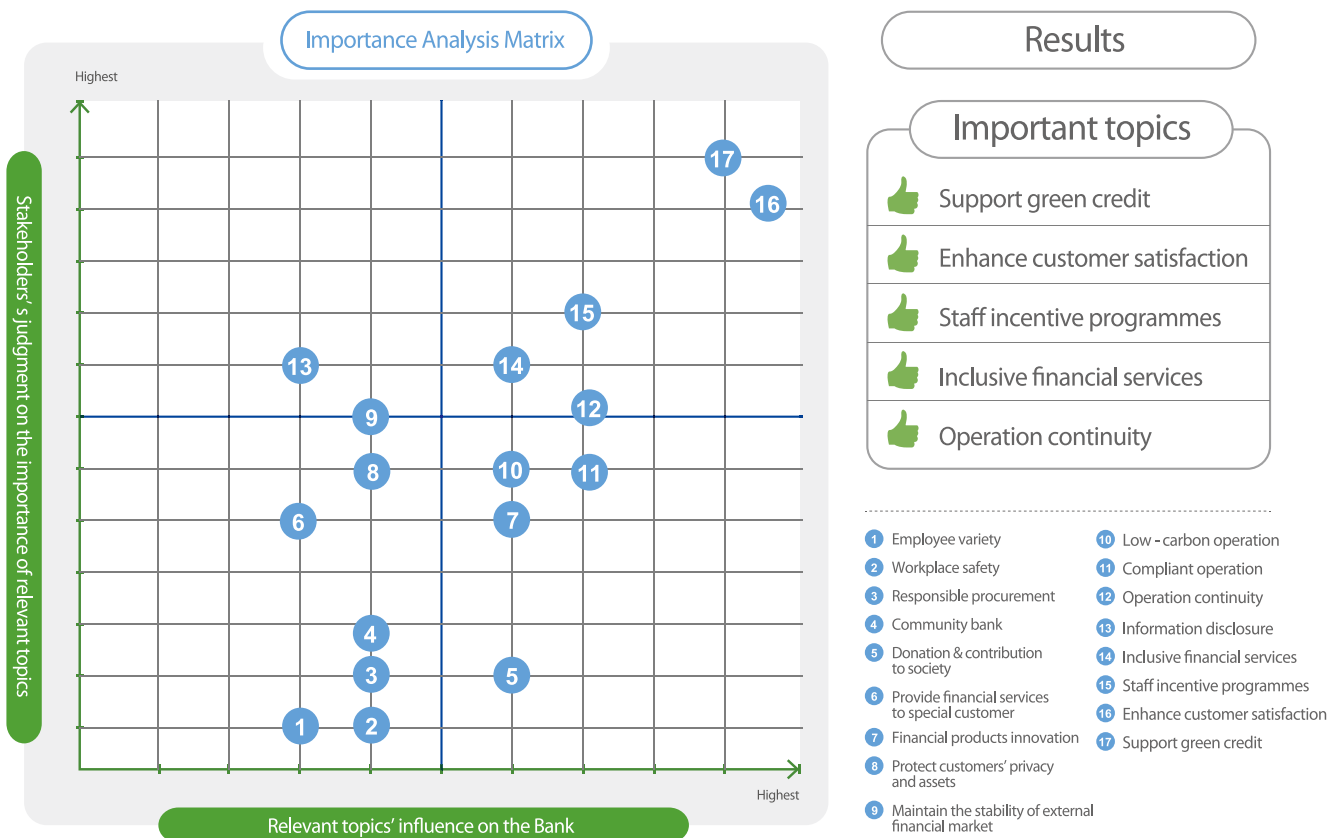 Importance Analysis Matrix
Highest
Stakeholders' s judgment on the importance of relevant topics
17
16
15
13
14
12
9
8
10
11
6
7
4
3
5
1
2
Highest
Relevant topics' influence on the Bank
Results
Important topics
Support green credit
Enhance customer satisfaction
Staff incentive programmes
Inclusive financial services
Operation continuity
1 Employee variety
2 Workplace safety
3 Responsible procurement
4 Community bank
5 Donation & contribution
to society
6 Provide financial services
to special customer
7 Financial products innovation
8 Protect customers' privacy
and assets
9 Maintain the stability of external
financial market
10 Low - carbon operation
11 Compliant operation
12 Operation continuity
13 Information disclosure
14 Inclusive financial services
15 Staff incentive programmes
16 Enhance customer satisfaction
17 Support green credit